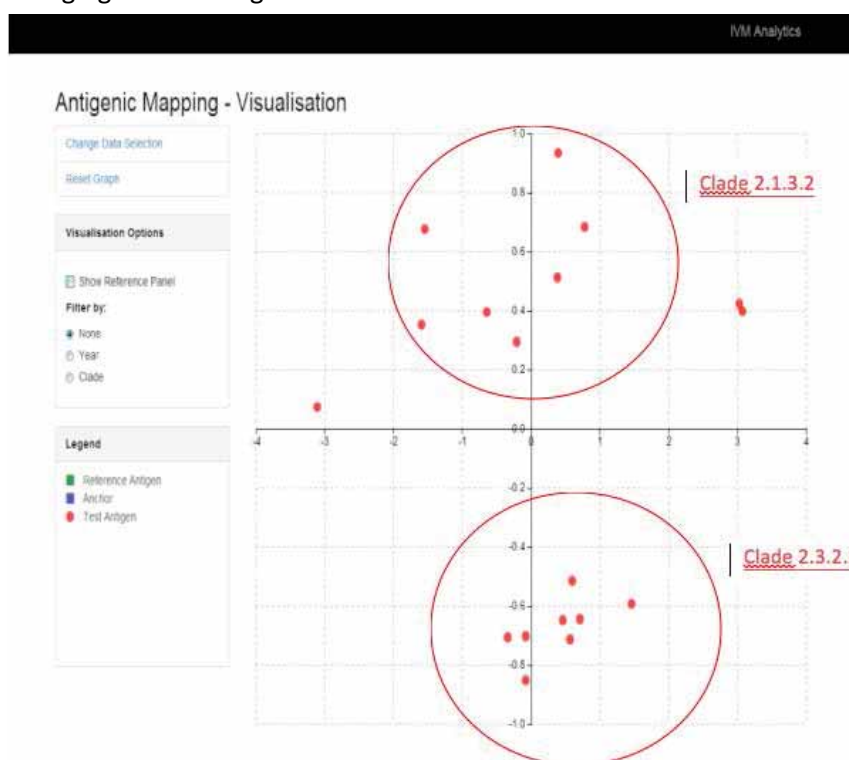 IVM Analytics
Antigenic Mapping - Visualisation
Change Data Selection
Reset Graph
Visualisation Options
Show Reference Panel
Filter by:
None
Year
Clade
Legend
Reference Antigen
Anchor
Test Antigen
Clade 2.1.3.2
Clade 2.3.2.
1.0
0.8
0.6
0.4
0.2
0.0
-0.2
-0.4
-0.6
-0.8
-1.0
-4 -3 -2 -1 0 1 2 3 4